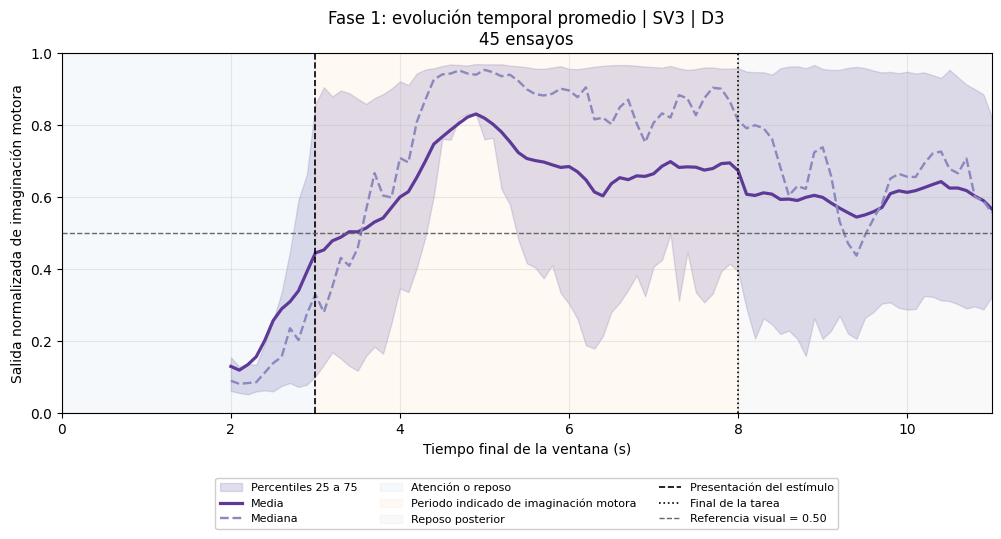 Fase 1: evolución temporal promedio | SV3 | D3
45 ensayos
Salida normalizada de imaginación motora
1.0
0.8
0.6
0.4
0.2
0.0
0 2 4 6 8 10
Tiempo final de la ventana (s)
Percentiles 25 a 75
Media
Mediana
Atención o reposo
Periodo indicado de imaginación motora
Reposo posterior
Presentación del estímulo
Final de la tarea
Referencia visual = 0.50